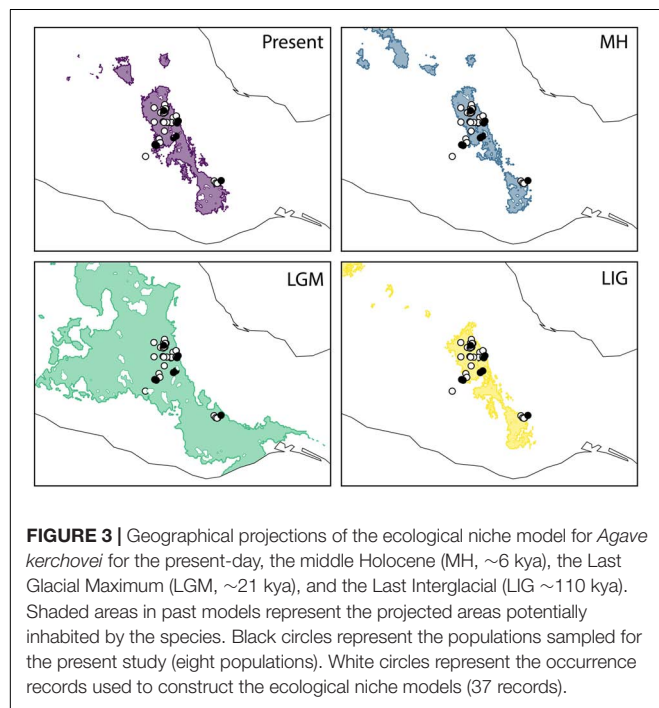 Present
MH
LGM
LIG
FIGURE 3 | Geographical projections of the ecological niche model for Agave
kerchovei for the present-day, the middle Holocene (MH, ~6 kya), the Last
Glacial Maximum (LGM, ~21 kya), and the Last Interglacial (LIG ~110 kya).
Shaded areas in past models represent the projected areas potentially
inhabited by the species. Black circles represent the populations sampled for
the present study (eight populations). White circles represent the occurrence
records used to construct the ecological niche models (37 records).